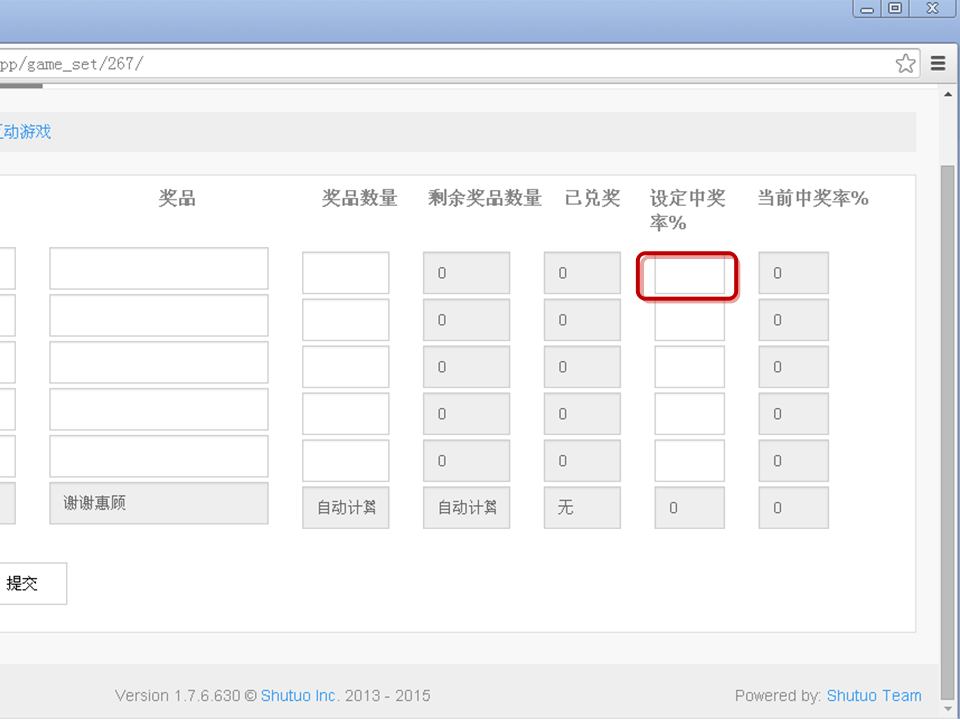 pp/game_set/267/
互动游戏
奖品 奖品数量 剩余奖品数量 已兑奖 设定中奖率% 当前中奖率%
0 0 0
0 0 0
0 0 0
0 0 0
0 0 0
谢谢惠顾 自动计算 自动计算 无 0 0
提交
Version 1.7.6.630 © Shutuo Inc. 2013 - 2015 Powered by: Shutuo Team